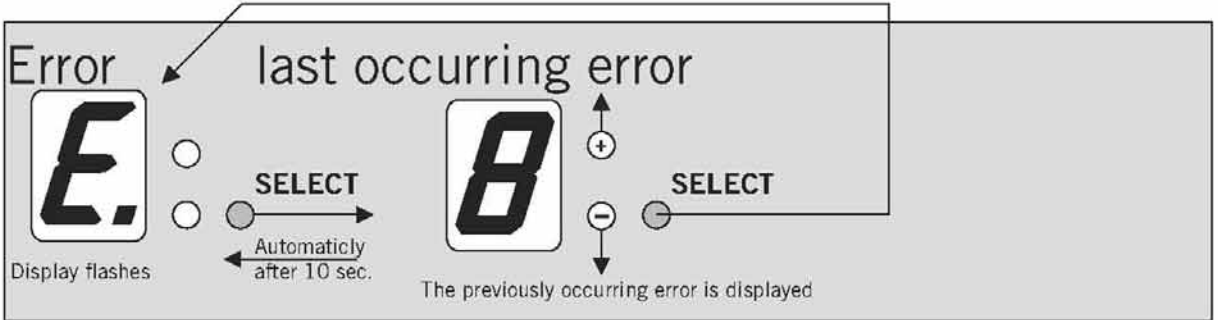 Error last occurring error
E. 8 +
SELECT SELECT
−
Automaticly
after 10 sec.
Display flashes
The previously occurring error is displayed